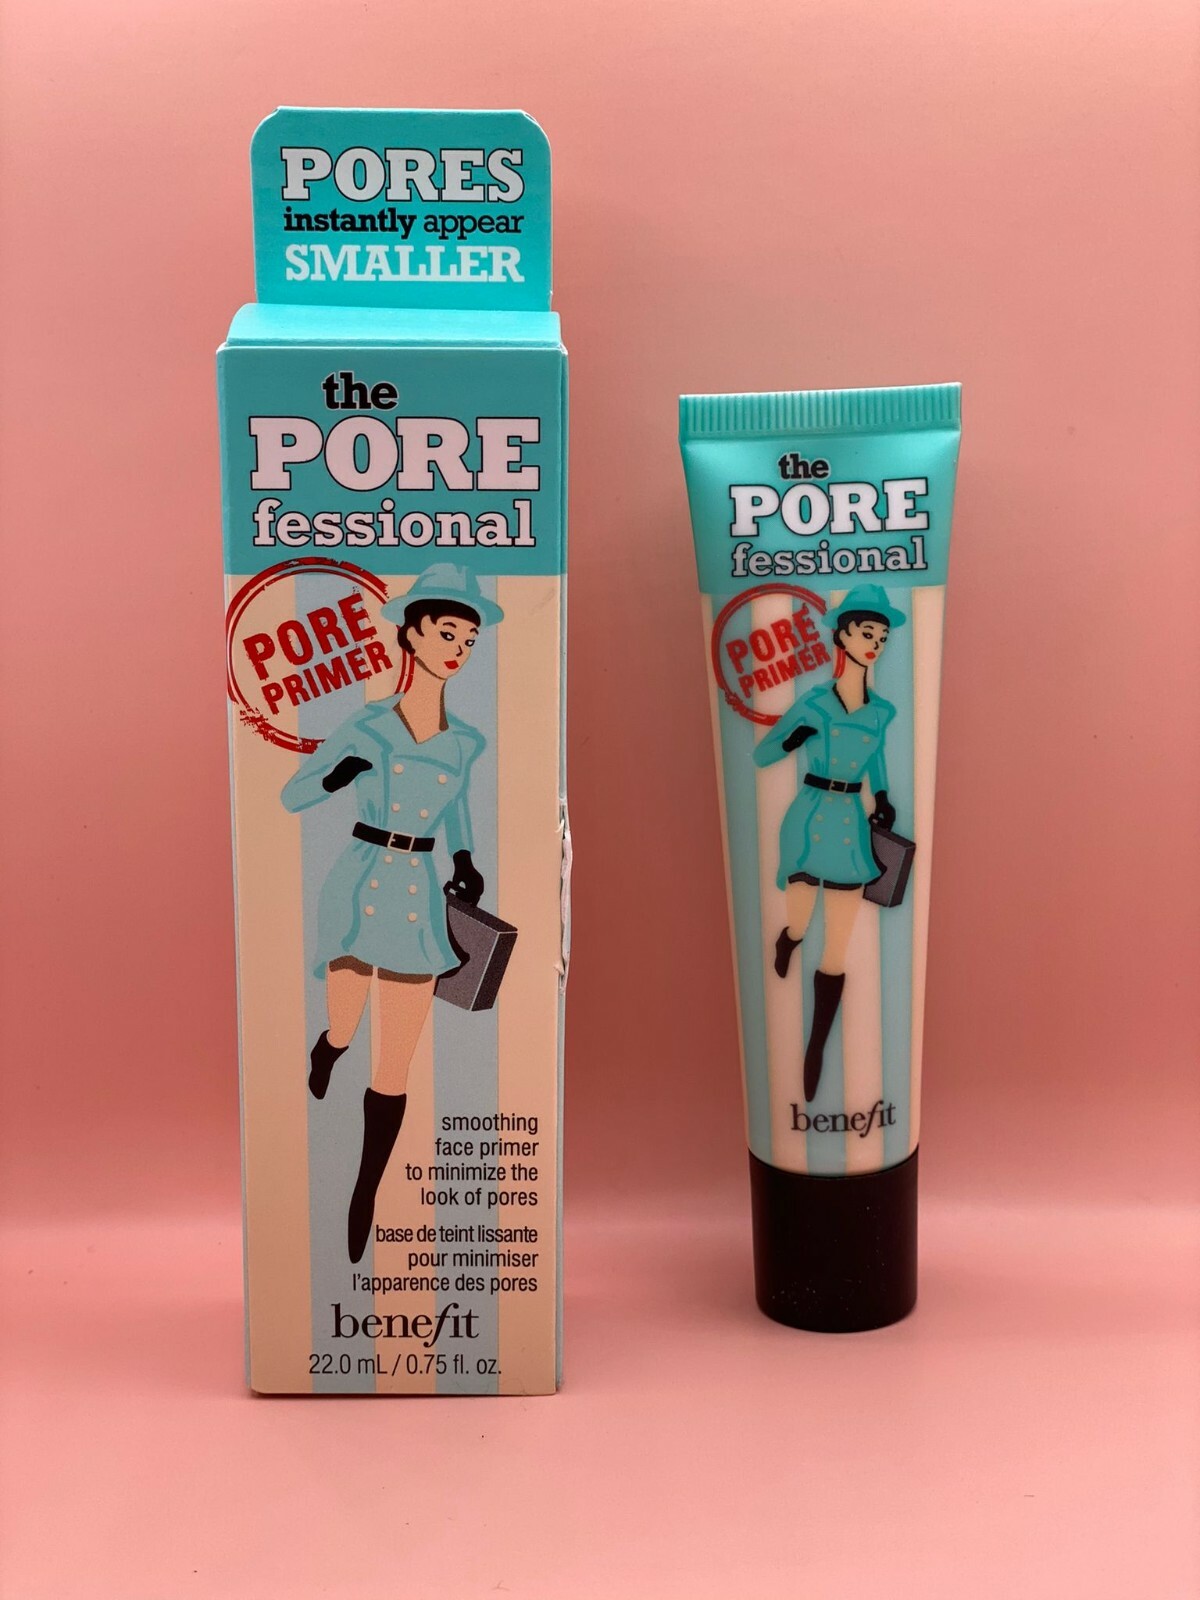 PORES
instantly appear
SMALLER
the
PORE
fessional
PORE
PRIMER
smoothing
face primer
to minimize the
look of pores
base de teint lissante
pour minimiser
l'apparence des pores
benefit
22.0 mL / 0.75 fl. oz.
the
PORE
fessional
PORE
PRIMER
benefit